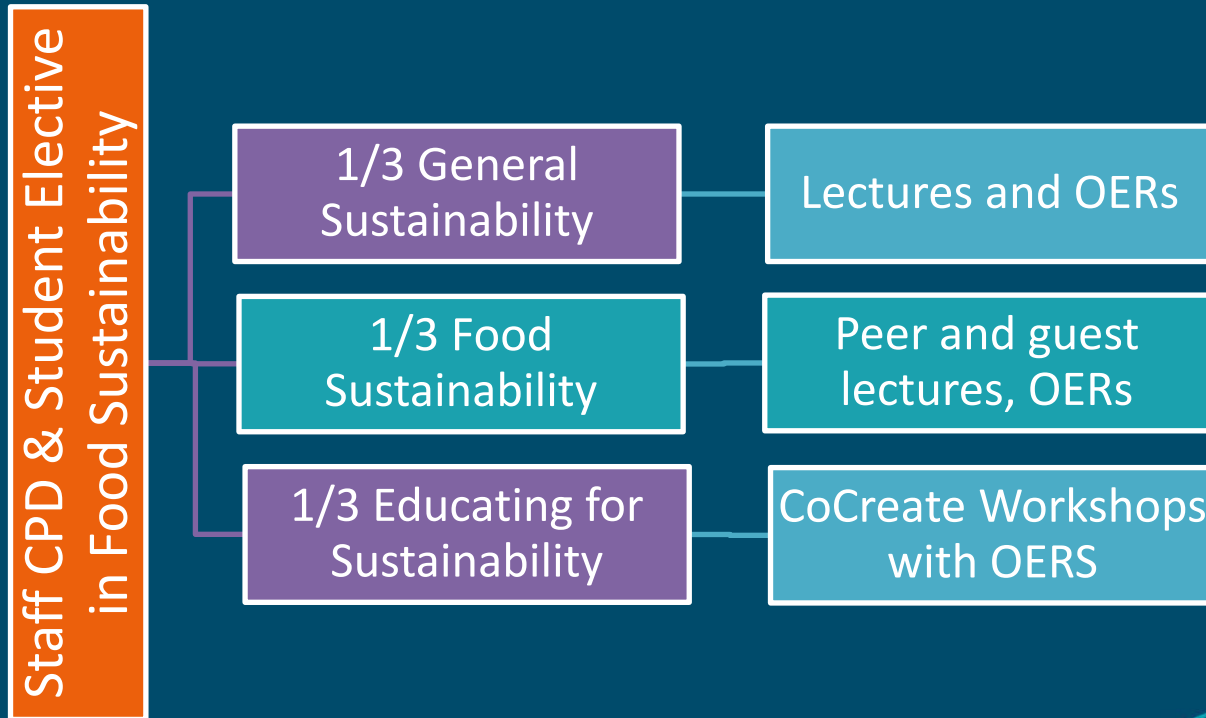 Staff CPD & Student Elective
in Food Sustainability
1/3 General
Sustainability
Lectures and OERs
1/3 Food
Sustainability
Peer and guest
lectures, OERs
1/3 Educating for
Sustainability
CoCreate Workshops
with OERS